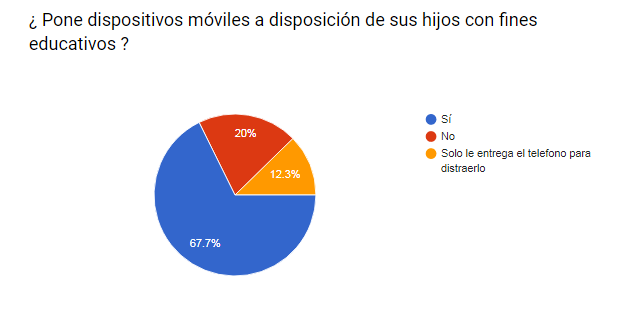 ¿ Pone dispositivos móviles a disposición de sus hijos con fines
educativos ?
20%
12.3%
67.7%
Sí
No
Solo le entrega el telefono para
distraerlo